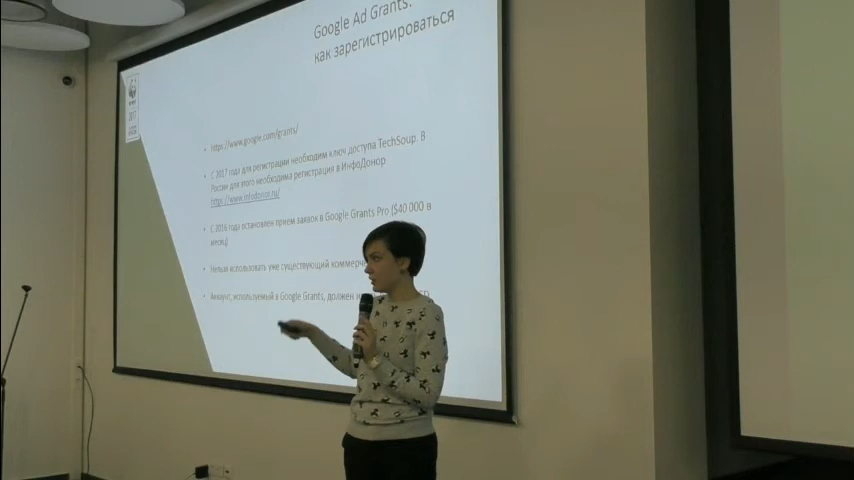 Google Ad Grants:
как зарегистрироваться
WWF
2017
• https://www.google.com/grants/
• С 2017 года для регистрации необходим ключ доступа TechSoup. В
России для этого необходима регистрация в ИнфоДонор
https://www.infodonor.ru/
• С 2016 года остановлен прием заявок в Google Grants Pro ($40 000 в
месяц)
• Нельзя использовать уже существующий коммерч
• Аккаунт, используемый в Google Grants, должен